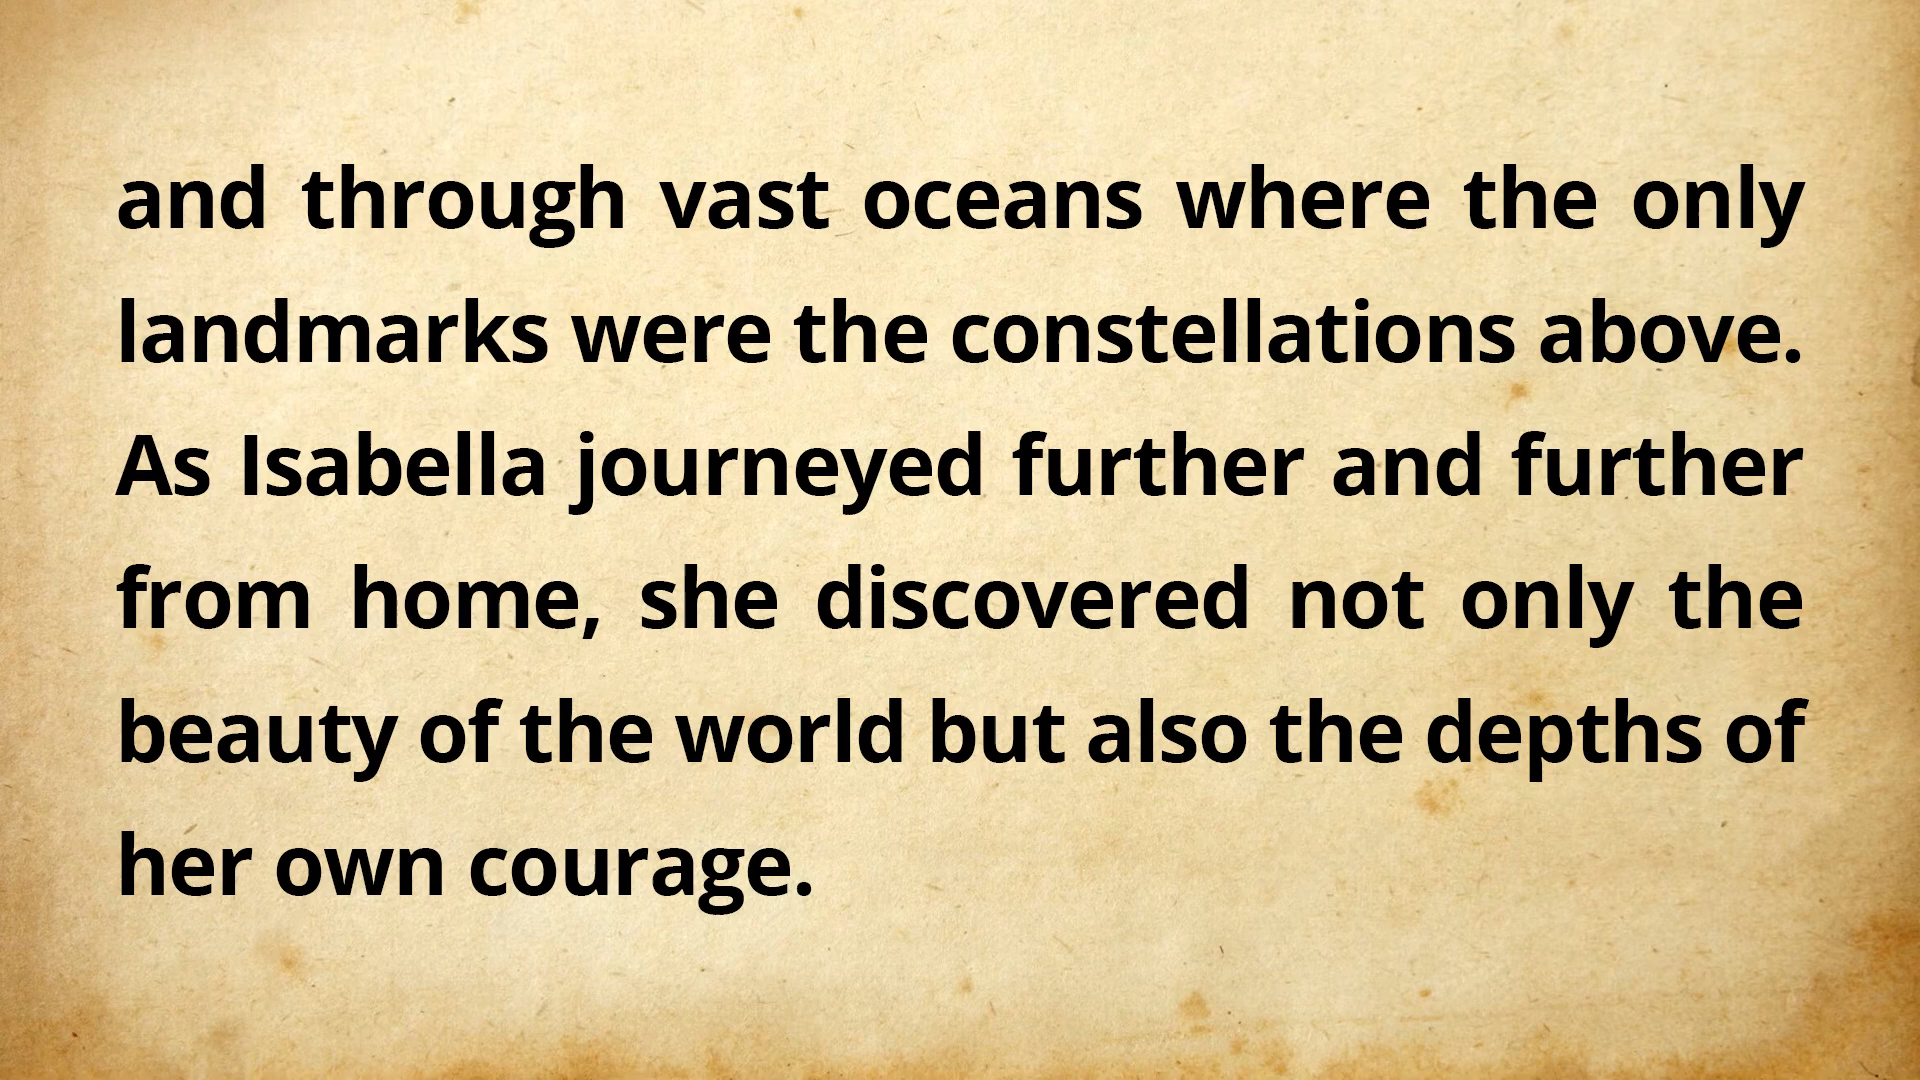 and through vast oceans where the only
landmarks were the constellations above.
As Isabella journeyed further and further
from home, she discovered not only the
beauty of the world but also the depths of
her own courage.